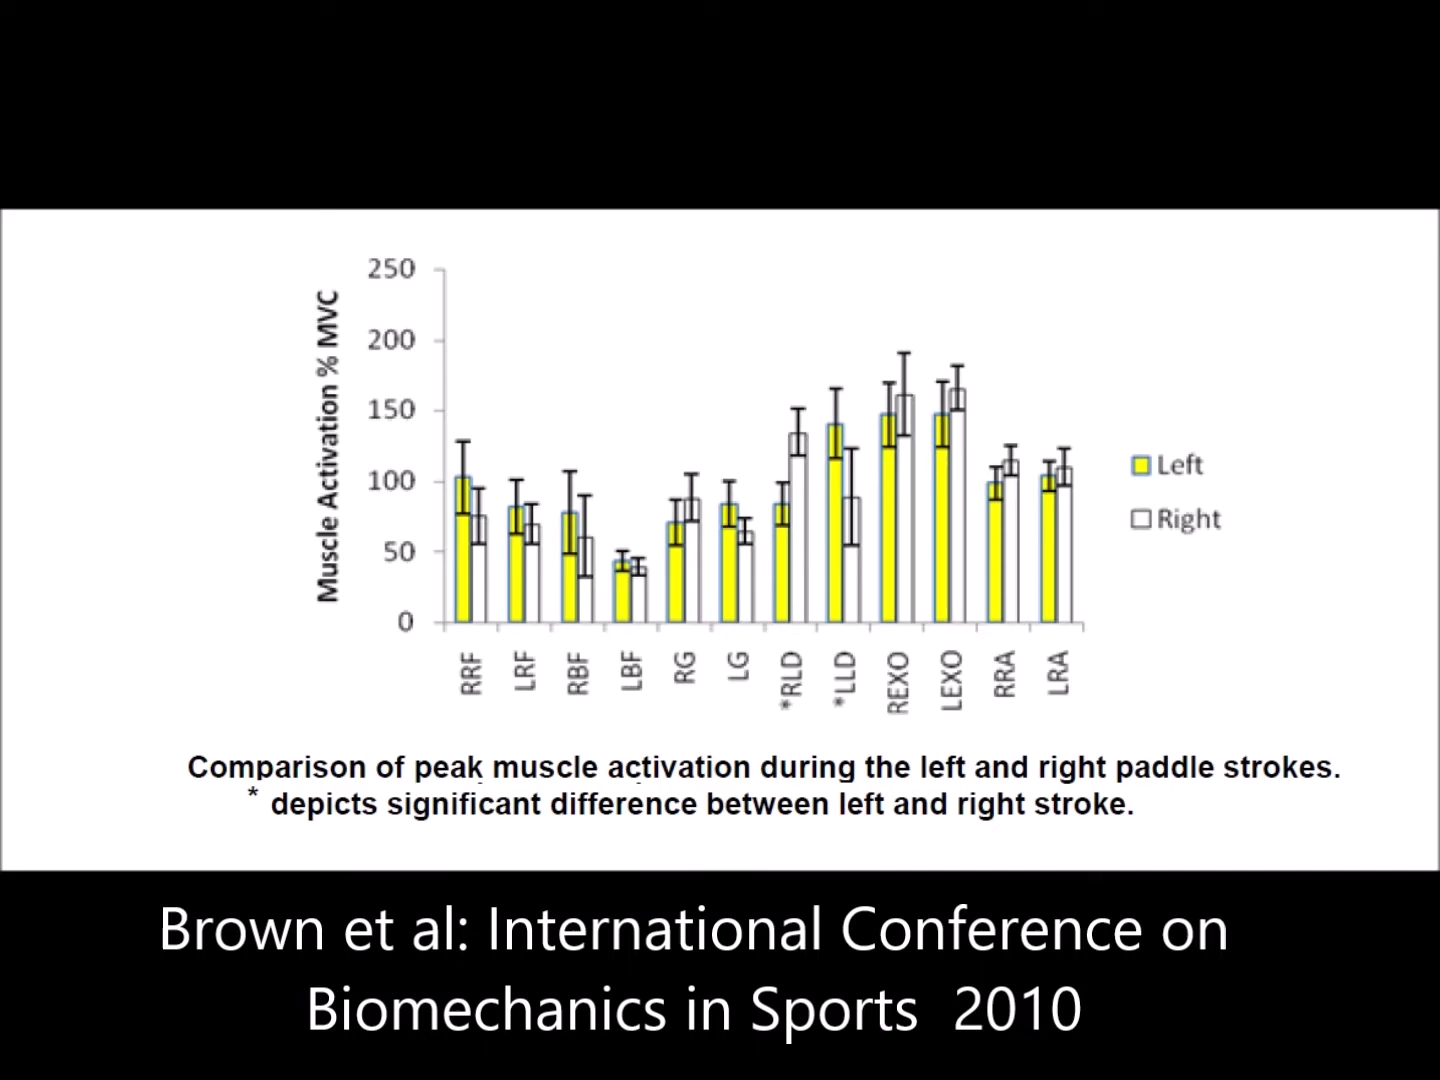 250
200
150
100
50
0
Muscle Activation % MVC
RRF
LRF
RBF
LBF
RG
LG
*RLD
*LLD
REXO
LEXO
RRA
LRA
Left
Right
Comparison of peak muscle activation during the left and right paddle strokes.
* depicts significant difference between left and right stroke.
Brown et al: International Conference on
Biomechanics in Sports 2010